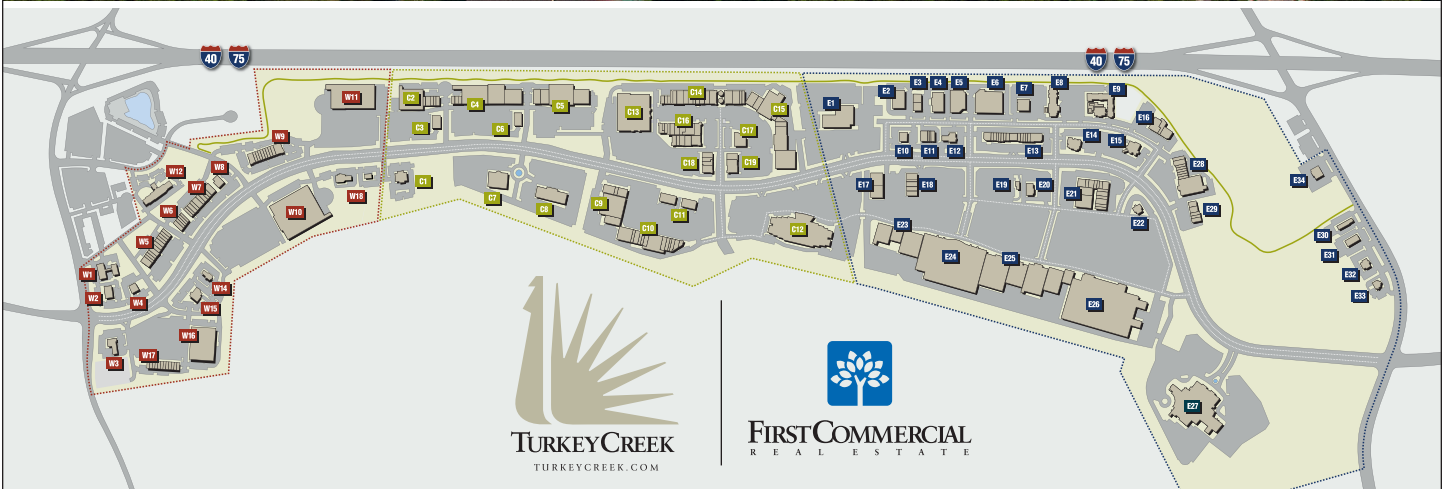 40 75
40 75
W11
C2
C4
C5
C14
C13
C15
E1
E2
E3
E4
E5
E6
E7
E8
E9
C3
C6
C16
C17
E16
W9
E10
E11
E12
E13
E14
E15
W12
W8
W7
W18
C1
C18
C19
E17
E18
E19
E20
E21
E28
E34
W6
W10
C7
C8
C9
C11
C10
C12
E22
E29
W5
E23
E24
E25
E30
E31
W1
W2
W4
W14
W15
E26
E32
E33
W3
W17
W16
E27
TURKEYCREEK
TURKEYCREEK.COM
FIRSTCOMMERCIAL
REAL ESTATE